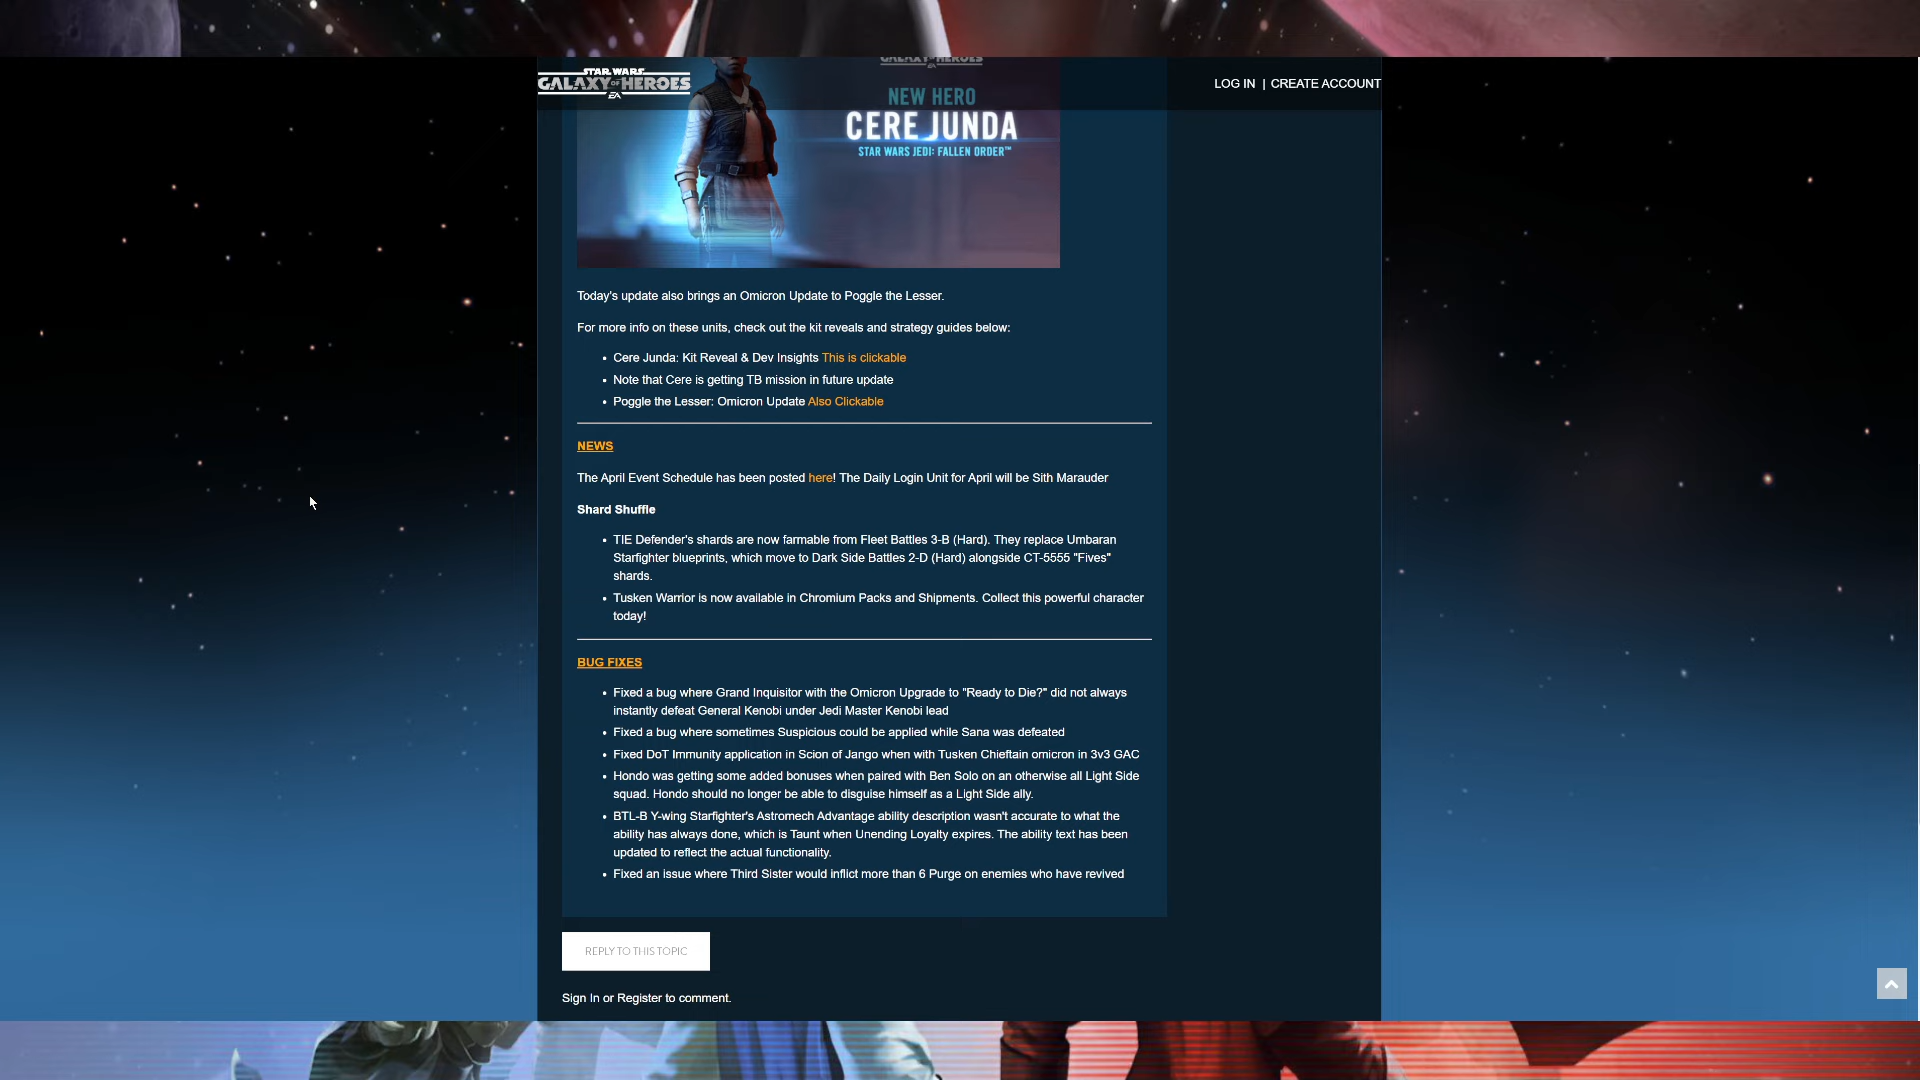 STAR WARS
GALAXY OF HEROES
EA
LOG IN | CREATE ACCOUNT
GALAXY OF HEROES
NEW HERO
CERE JUNDA
STAR WARS JEDI: FALLEN ORDER™
Today's update also brings an Omicron Update to Poggle the Lesser.
For more info on these units, check out the kit reveals and strategy guides below:
• Cere Junda: Kit Reveal & Dev Insights This is clickable
• Note that Cere is getting TB mission in future update
• Poggle the Lesser: Omicron Update Also Clickable
NEWS
The April Event Schedule has been posted here! The Daily Login Unit for April will be Sith Marauder
Shard Shuffle
• TIE Defender's shards are now farmable from Fleet Battles 3-B (Hard). They replace Umbaran
Starfighter blueprints, which move to Dark Side Battles 2-D (Hard) alongside CT-5555 "Fives"
shards.
• Tusken Warrior is now available in Chromium Packs and Shipments. Collect this powerful character
today!
BUG FIXES
• Fixed a bug where Grand Inquisitor with the Omicron Upgrade to "Ready to Die?" did not always
instantly defeat General Kenobi under Jedi Master Kenobi lead
• Fixed a bug where sometimes Suspicious could be applied while Sana was defeated
• Fixed DoT Immunity application in Scion of Jango when with Tusken Chieftain omicron in 3v3 GAC
• Hondo was getting some added bonuses when paired with Ben Solo on an otherwise all Light Side
squad. Hondo should no longer be able to disguise himself as a Light Side ally.
• BTL-B Y-wing Starfighter's Astromech Advantage ability description wasn't accurate to what the
ability has always done, which is Taunt when Unending Loyalty expires. The ability text has been
updated to reflect the actual functionality.
• Fixed an issue where Third Sister would inflict more than 6 Purge on enemies who have revived
REPLY TO THIS TOPIC
Sign In or Register to comment.